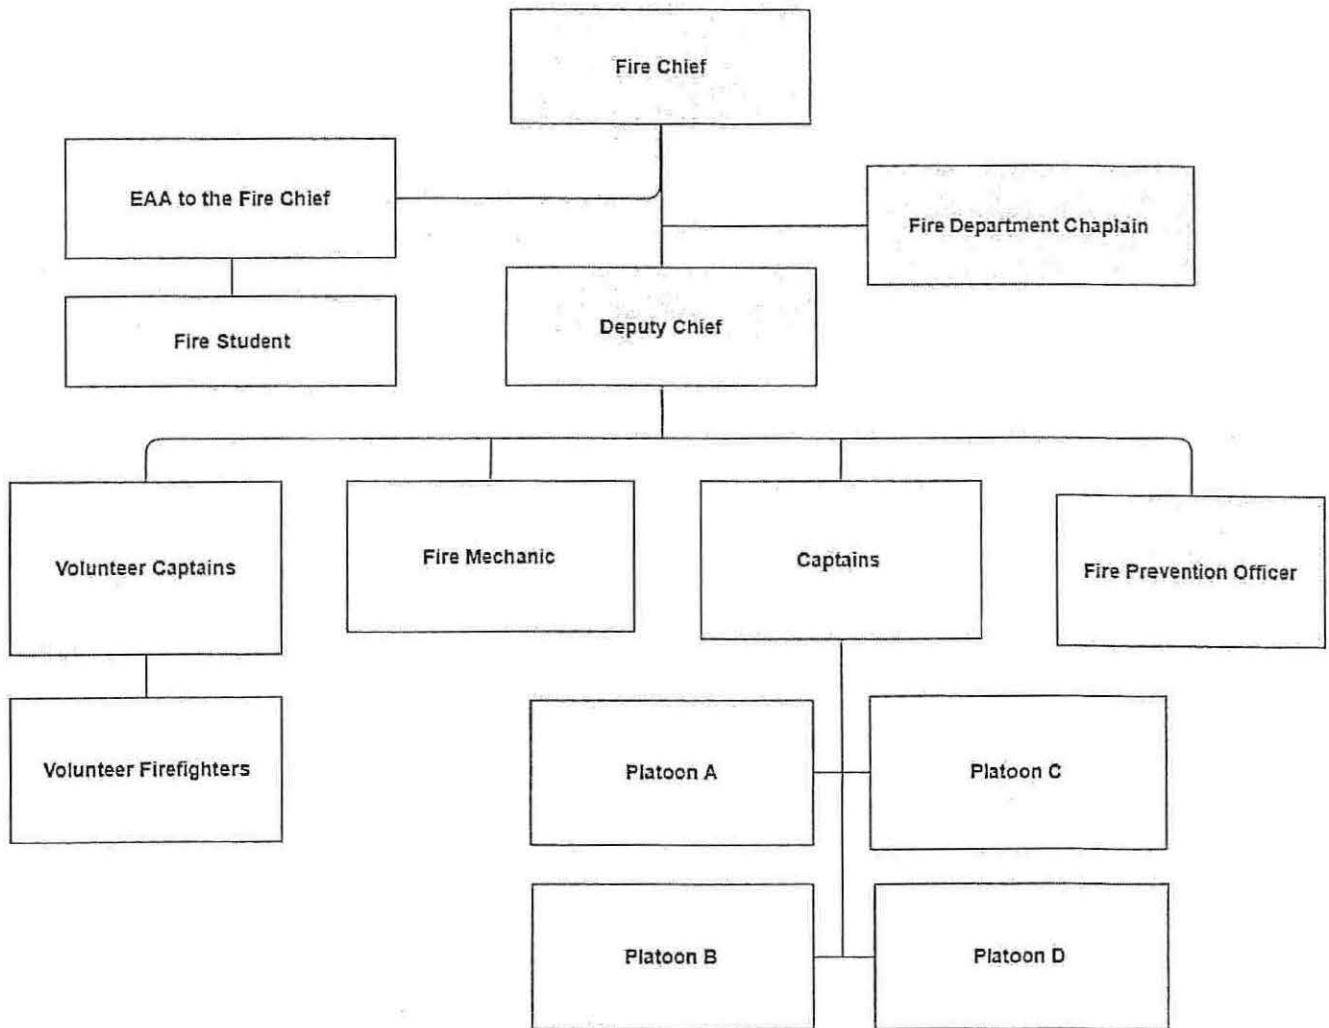 Fire Chief
EAA to the Fire Chief
Fire Department Chaplain
Fire Student
Deputy Chief
Volunteer Captains
Fire Mechanic
Captains
Fire Prevention Officer
Volunteer Firefighters
Platoon A
Platoon C
Platoon B
Platoon D